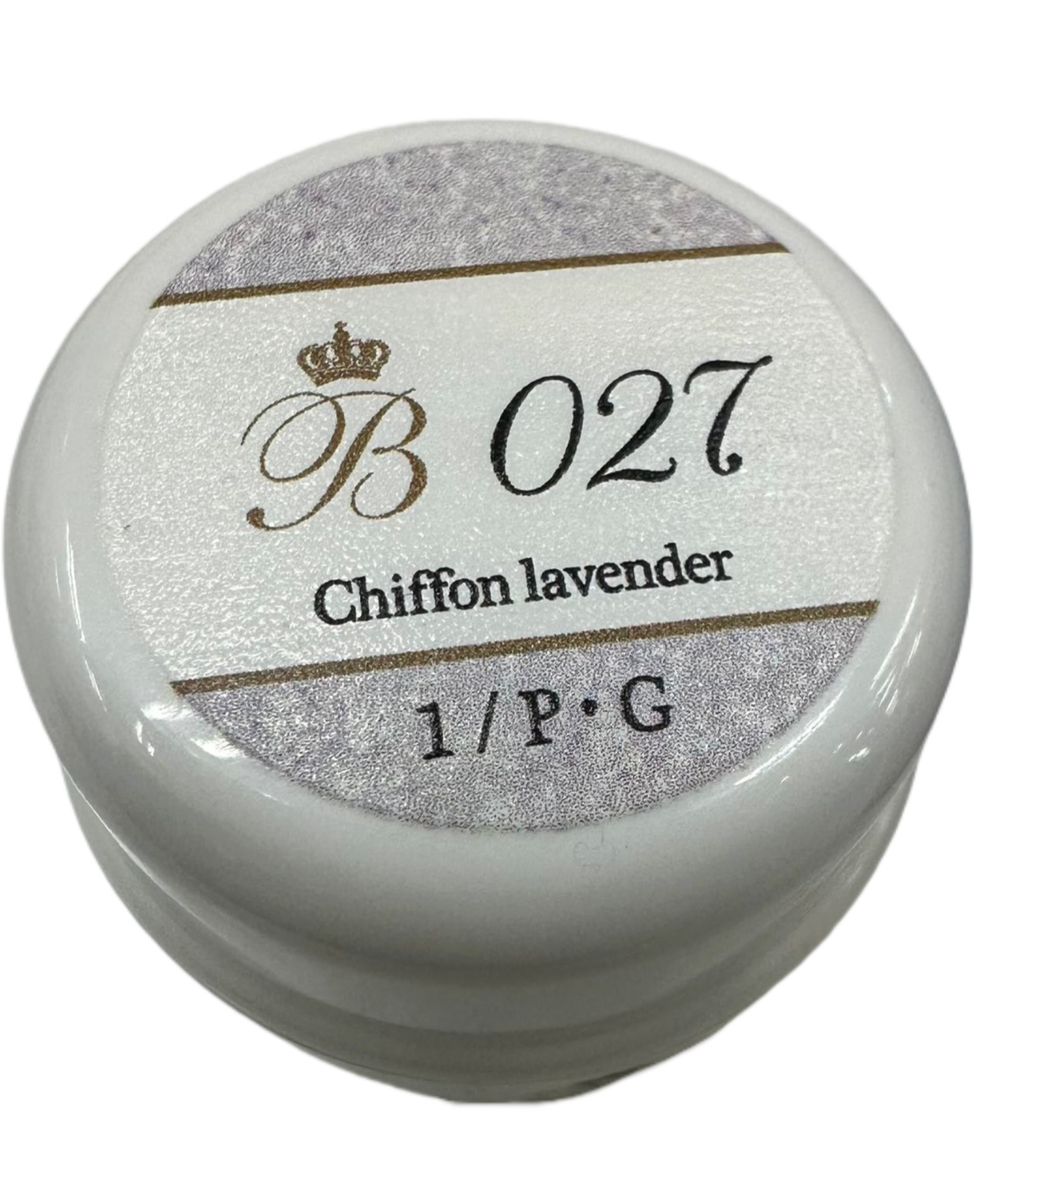 B 027
Chiffon lavender
1 / P・G